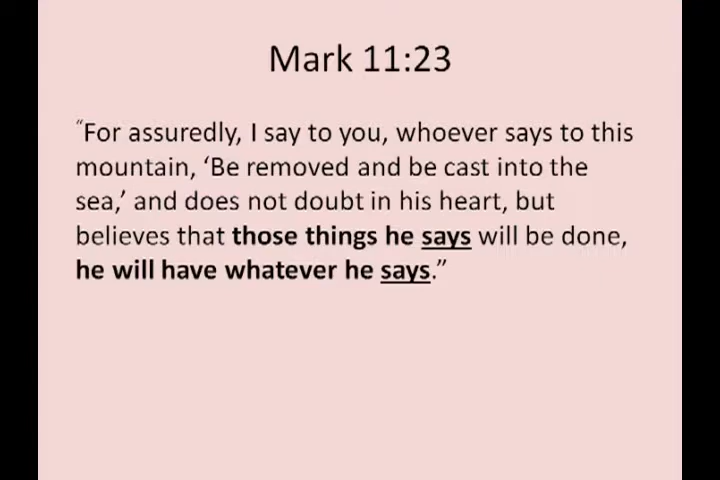 Mark 11:23
“For assuredly, I say to you, whoever says to this
mountain, ‘Be removed and be cast into the
sea,’ and does not doubt in his heart, but
believes that those things he says will be done,
he will have whatever he says.”